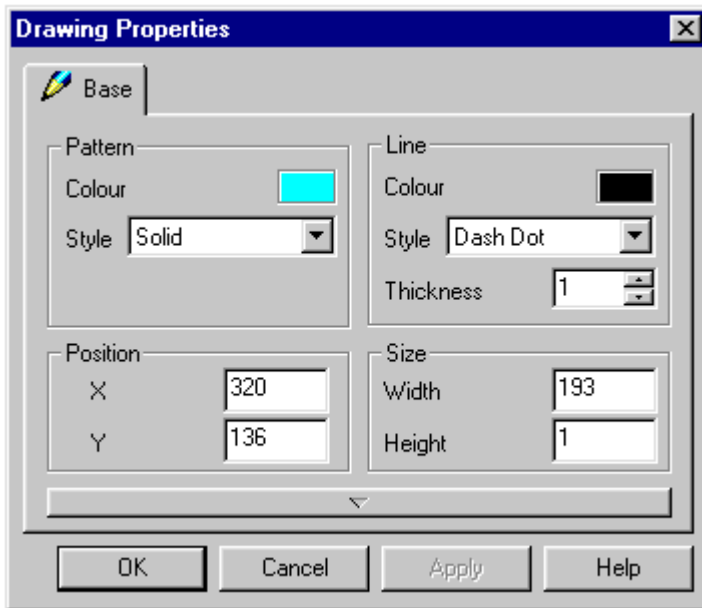 Drawing Properties
Base
Pattern
Colour
Style Solid
Line
Colour
Style Dash Dot
Thickness 1
Position
X 320
Y 136
Size
Width 193
Height 1
OK Cancel Apply Help